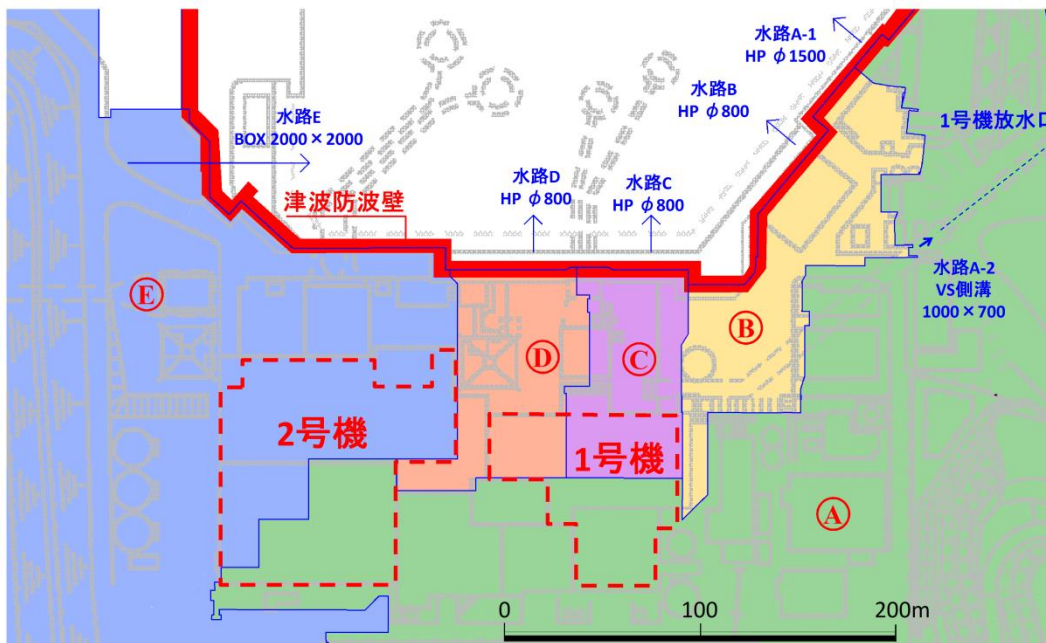 水路A-1
HP φ1500
水路B
HP φ800
水路E
BOX 2000×2000
1号機放水口
水路D
HP φ800
水路C
HP φ800
津波防波壁
水路A-2
VS側溝
1000×700
Ⓔ
Ⓓ
Ⓒ
Ⓑ
2号機
1号機
Ⓐ
0
100
200m